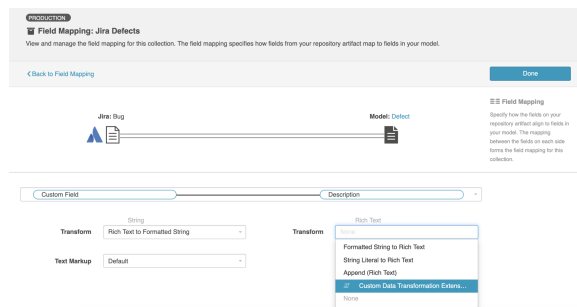 PRODUCTION
Field Mapping: Jira Defects
View and manage the field mapping for this collection. The field mapping specifies how fields from your repository artifact map to fields in your model.
Back to Field Mapping
Done
Field Mapping
Specify how the fields on your
repository artifact align to fields in
your model. The mapping
between the fields on each side
forms the field mapping for this
collection.
Jira: Bug
Model: Defect
Custom Field
Description
String
Rich Text
Transform
Rich Text to Formatted String
Transform
None
Formatted String to Rich Text
String Literal to Rich Text
Text Markup
Default
Append (Rich Text)
Custom Data Transformation Extens...
None